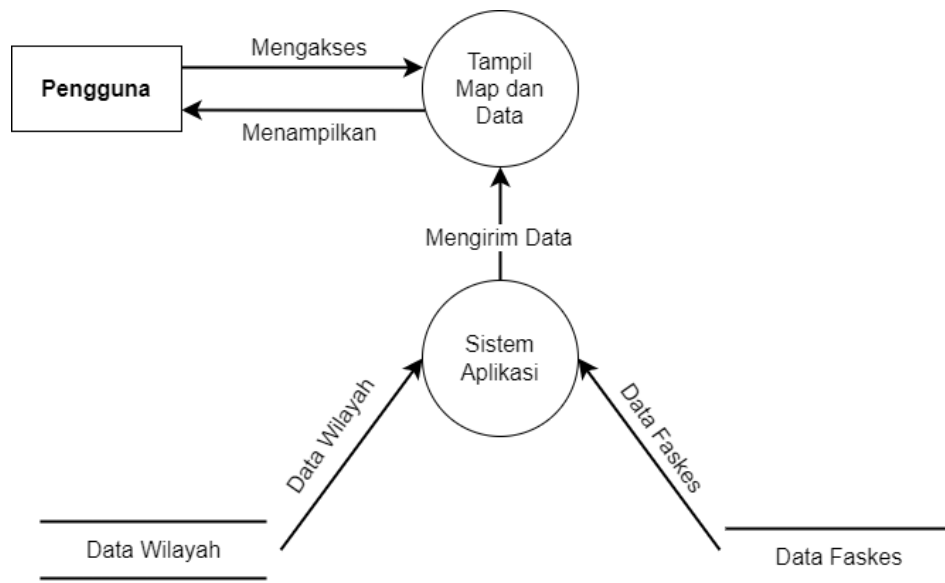 Mengakses
Pengguna
Menampilkan
Tampil
Map dan
Data
Mengirim Data
Sistem
Aplikasi
Data Wilayah
Data Faskes
Data Wilayah
Data Faskes